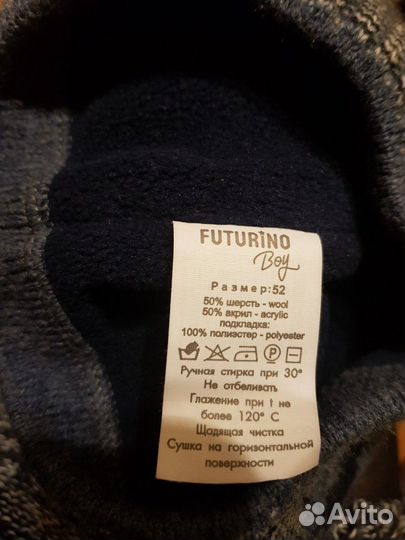 FUTURiNO
Boy
Размер:52
50% шерсть - wool
50% акрил - acrylic
подкладка:
100% полиэстер - polyester
Ручная стирка при 30°
Не отбеливать
Глажение при t не
более 120° С
Щадящая чистка
Сушка на горизонтальной
поверхности
Avito